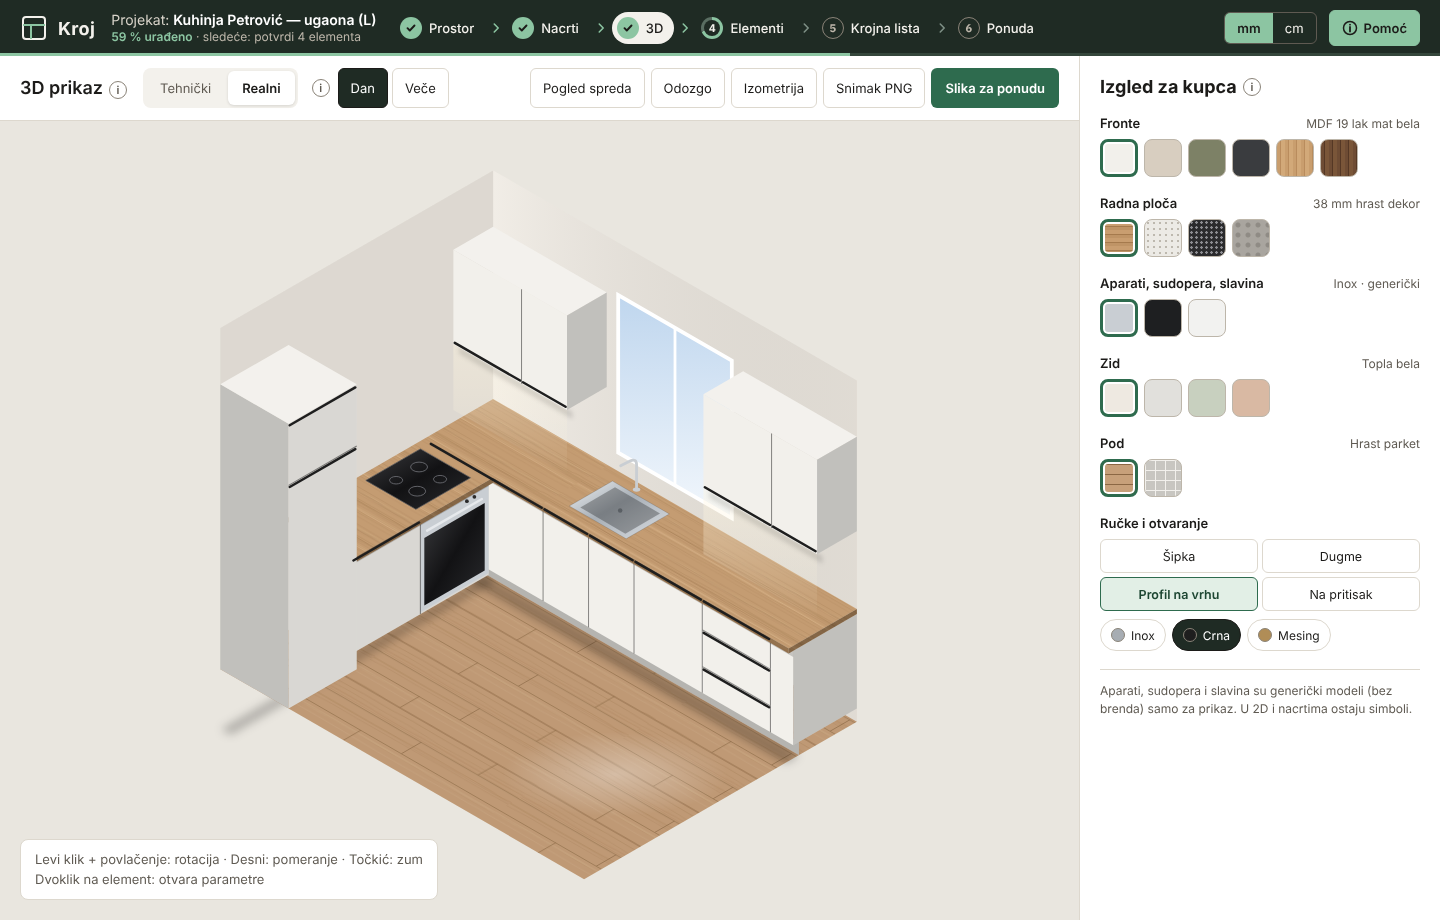 Kroj
Projekat: Kuhinja Petrović — ugaona (L)
59 % urađeno · sledeće: potvrdi 4 elementa
Prostor
Nacrti
3D
4 Elementi
5 Krojna lista
6 Ponuda
mm
cm
Pomoć
3D prikaz
Tehnički
Realni
Dan
Veče
Pogled spreda
Odozgo
Izometrija
Snimak PNG
Slika za ponudu
Levi klik + povlačenje: rotacija · Desni: pomeranje · Točkić: zum
Dvoklik na element: otvara parametre
Izgled za kupca
Fronte MDF 19 lak mat bela
Radna ploča 38 mm hrast dekor
Aparati, sudopera, slavina Inox · generički
Zid Topla bela
Pod Hrast parket
Ručke i otvaranje
Šipka
Dugme
Profil na vrhu
Na pritisak
Inox
Crna
Mesing
Aparati, sudopera i slavina su generički modeli (bez
brenda) samo za prikaz. U 2D i nacrtima ostaju simboli.